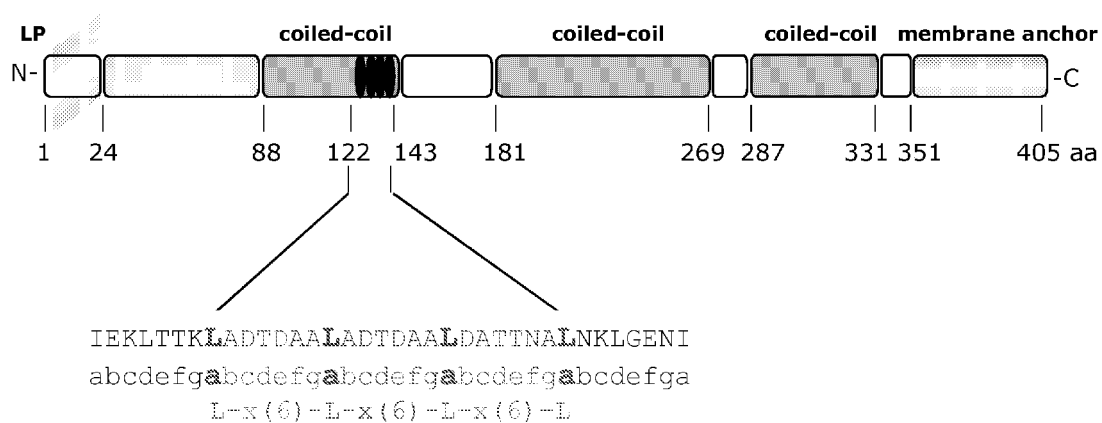 LP coiled-coil coiled-coil coiled-coil membrane anchor
N- -C
1 24 88 122 143 181 269 287 331 351 405 aa
IEKLTTKLADTDAALADTDAALDATTNALNKLGENI
abcdefgabcdefgabcdefgabcdefgabcdefga
L-x(6)-L-x(6)-L-x(6)-L